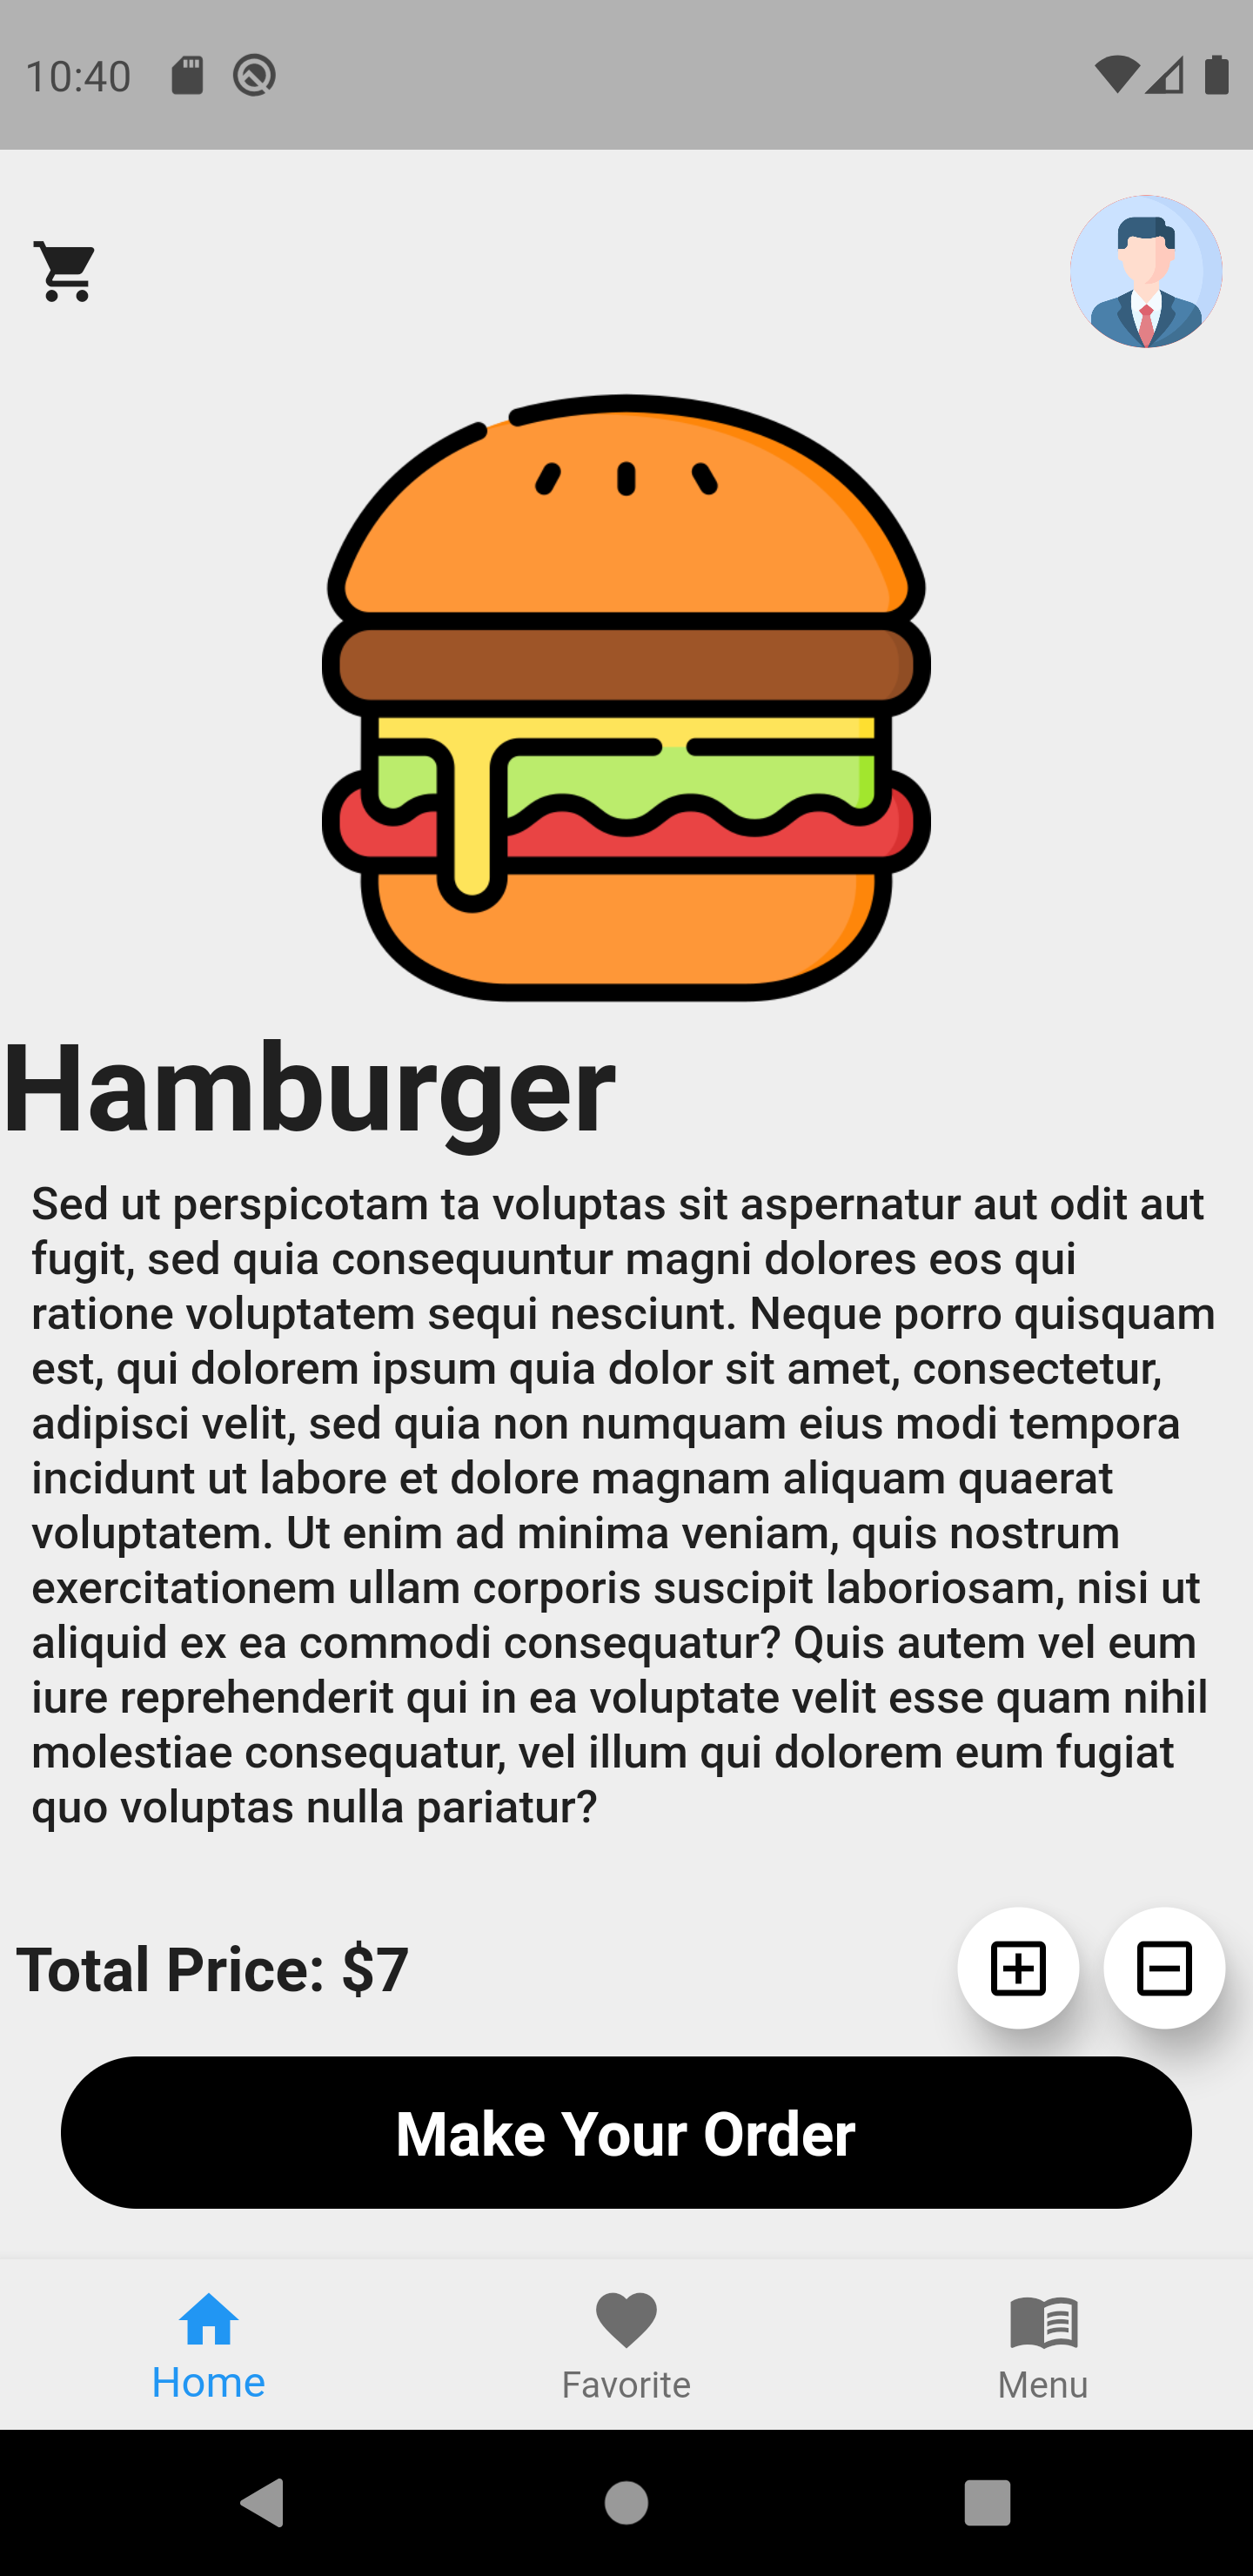 10:40
Hamburger
Sed ut perspicotam ta voluptas sit aspernatur aut odit aut
fugit, sed quia consequuntur magni dolores eos qui
ratione voluptatem sequi nesciunt. Neque porro quisquam
est, qui dolorem ipsum quia dolor sit amet, consectetur,
adipisci velit, sed quia non numquam eius modi tempora
incidunt ut labore et dolore magnam aliquam quaerat
voluptatem. Ut enim ad minima veniam, quis nostrum
exercitationem ullam corporis suscipit laboriosam, nisi ut
aliquid ex ea commodi consequatur? Quis autem vel eum
iure reprehenderit qui in ea voluptate velit esse quam nihil
molestiae consequatur, vel illum qui dolorem eum fugiat
quo voluptas nulla pariatur?
Total Price: $7
Make Your Order
Home
Favorite
Menu